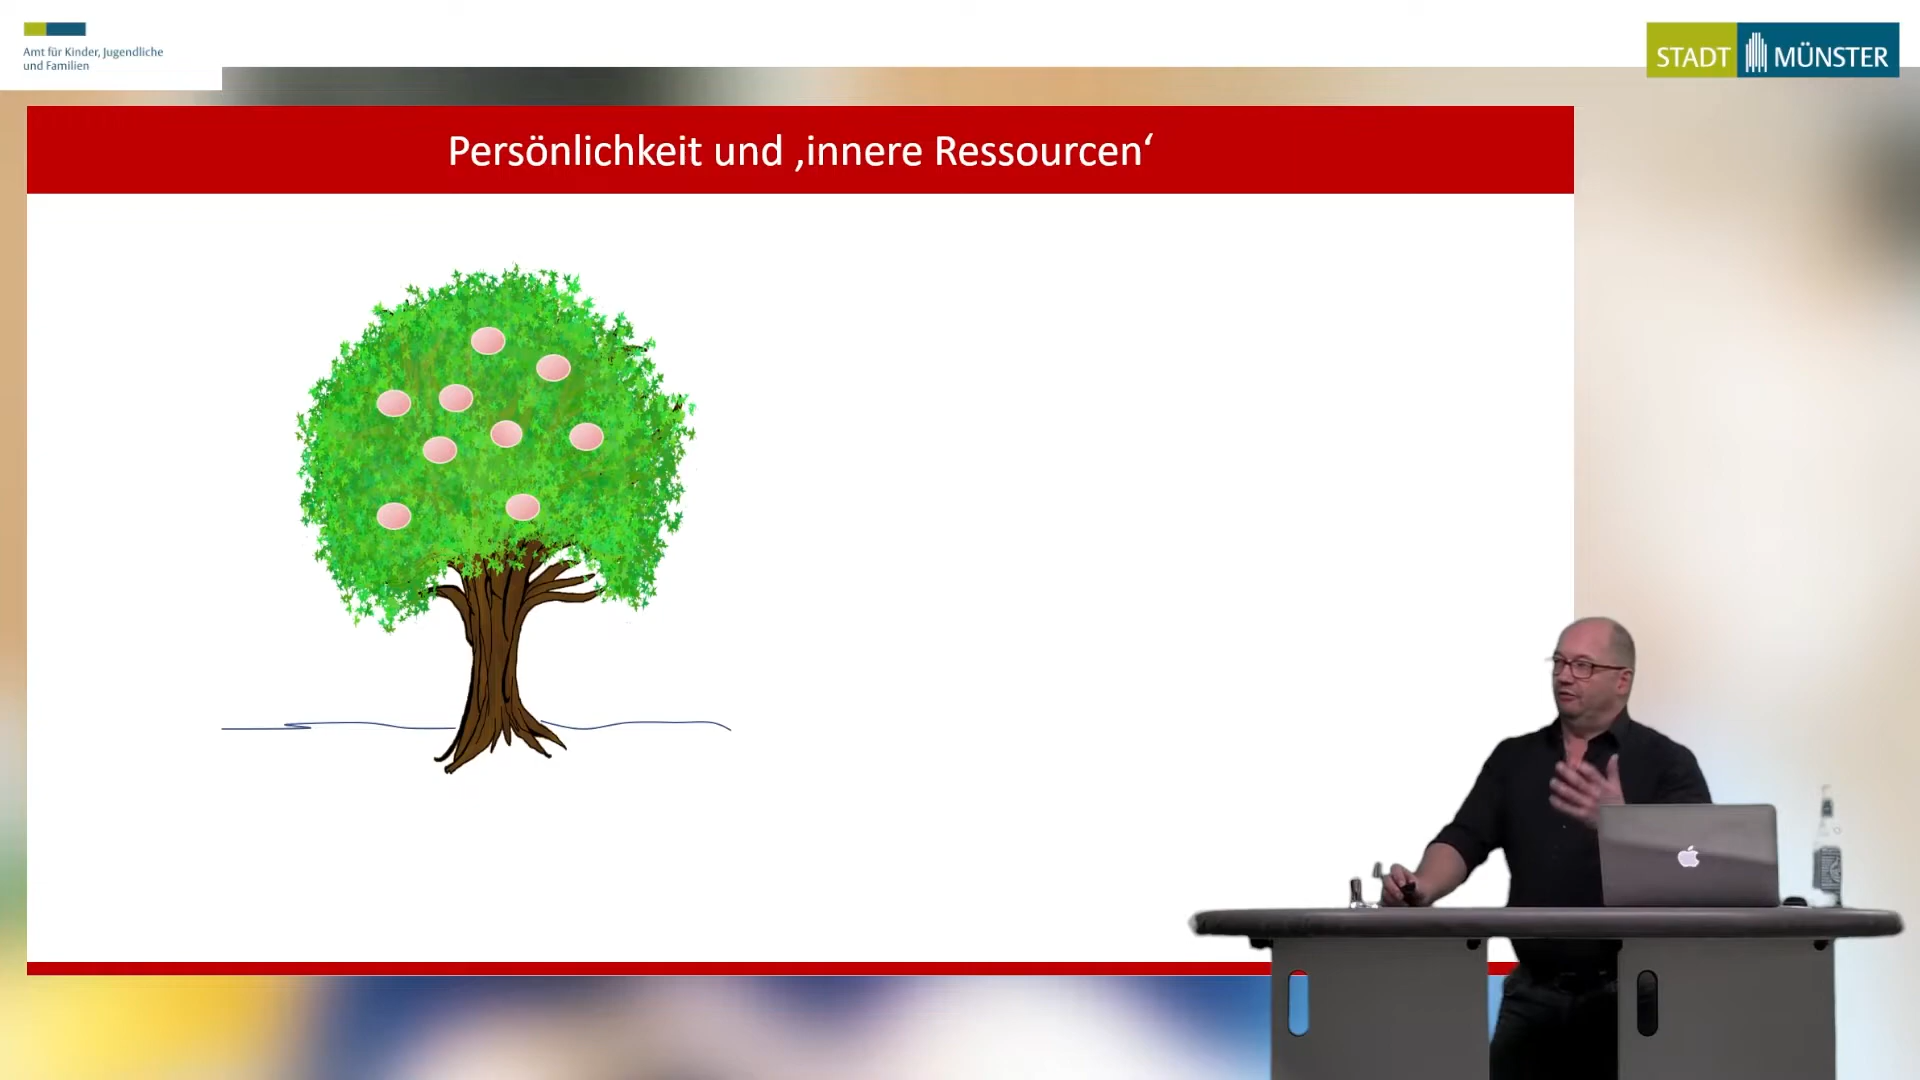 Amt für Kinder, Jugendliche
und Familien
STADT MÜNSTER
Persönlichkeit und ‚innere Ressourcen‘